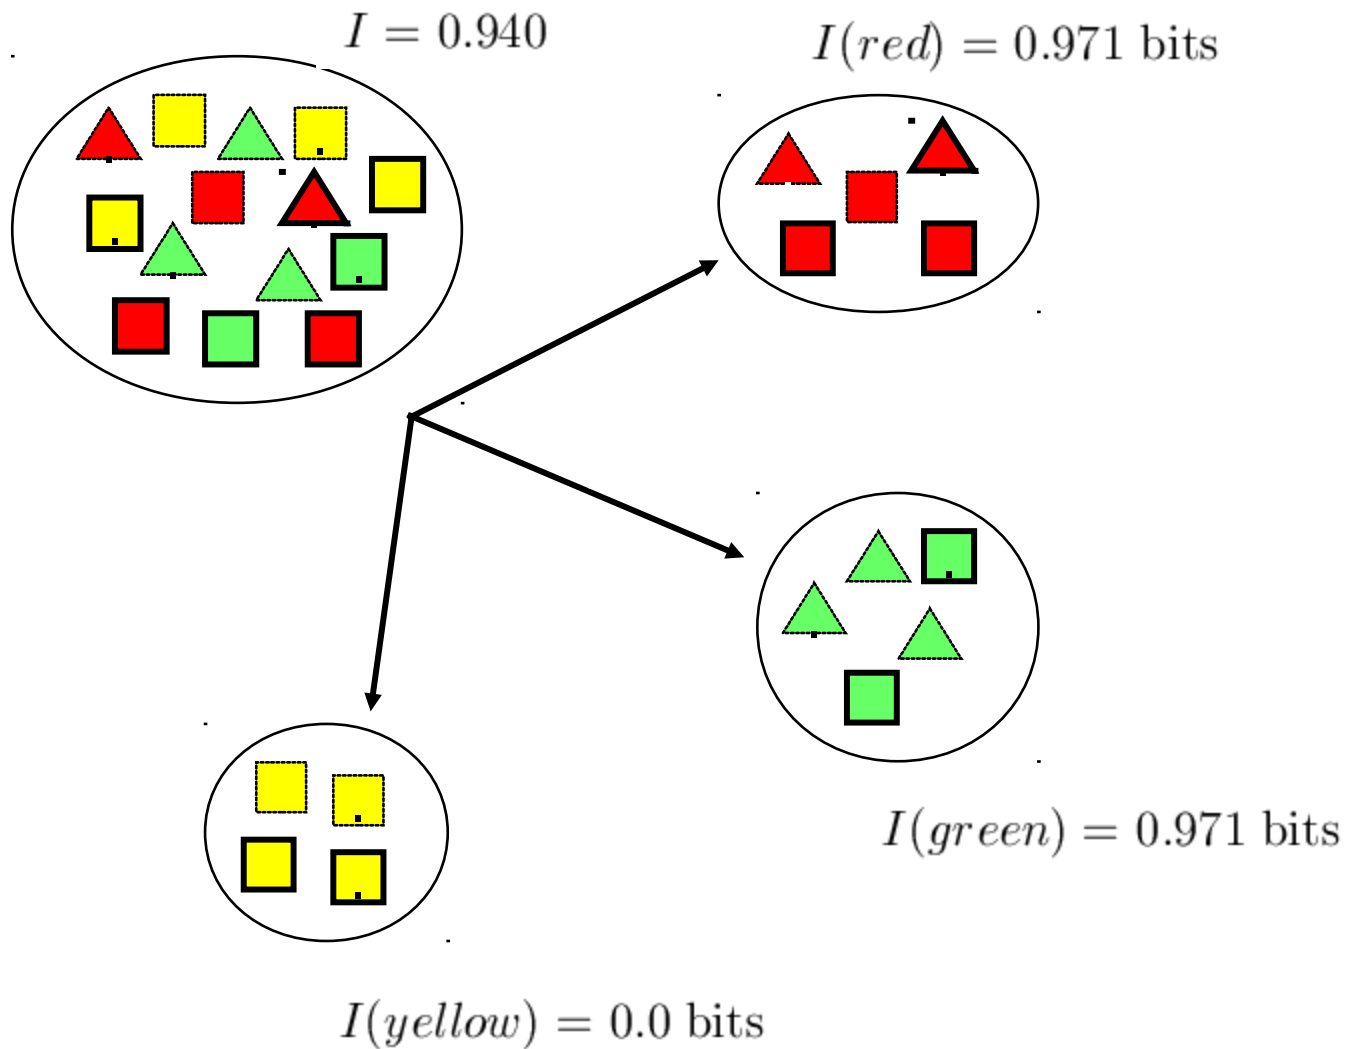 I = 0.940
I(red) = 0.971 bits
I(green) = 0.971 bits
I(yellow) = 0.0 bits